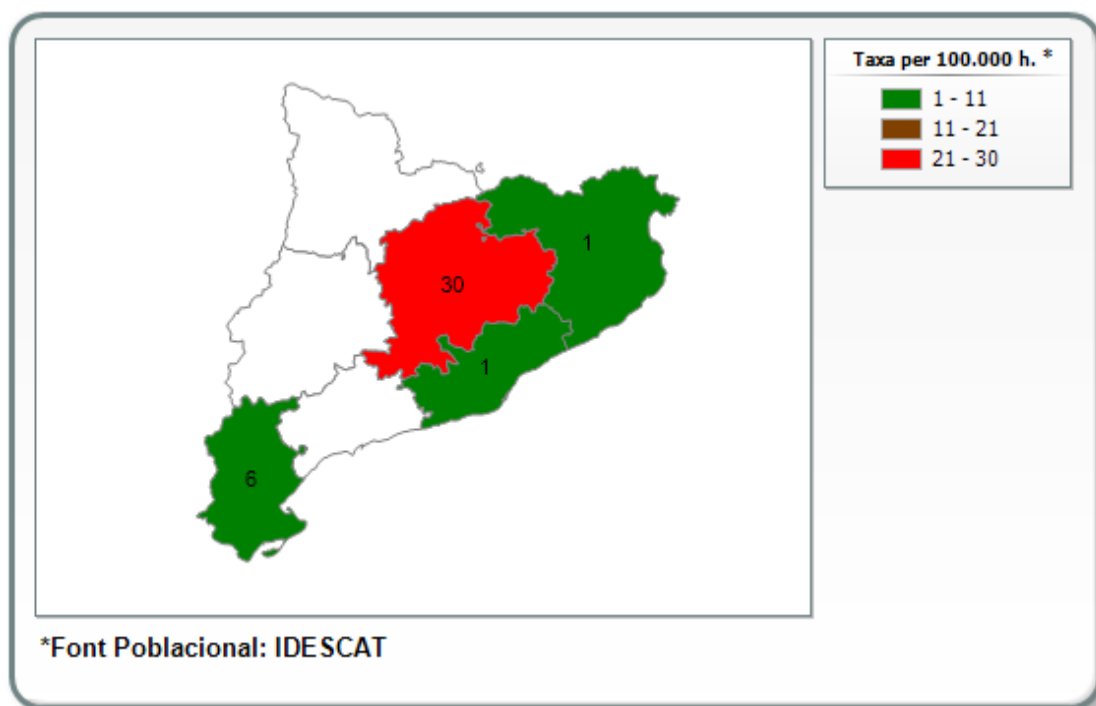 Taxa per 100.000 h. *
1 - 11
11 - 21
21 - 30
1
30
1
6
*Font Poblacional: IDESCAT